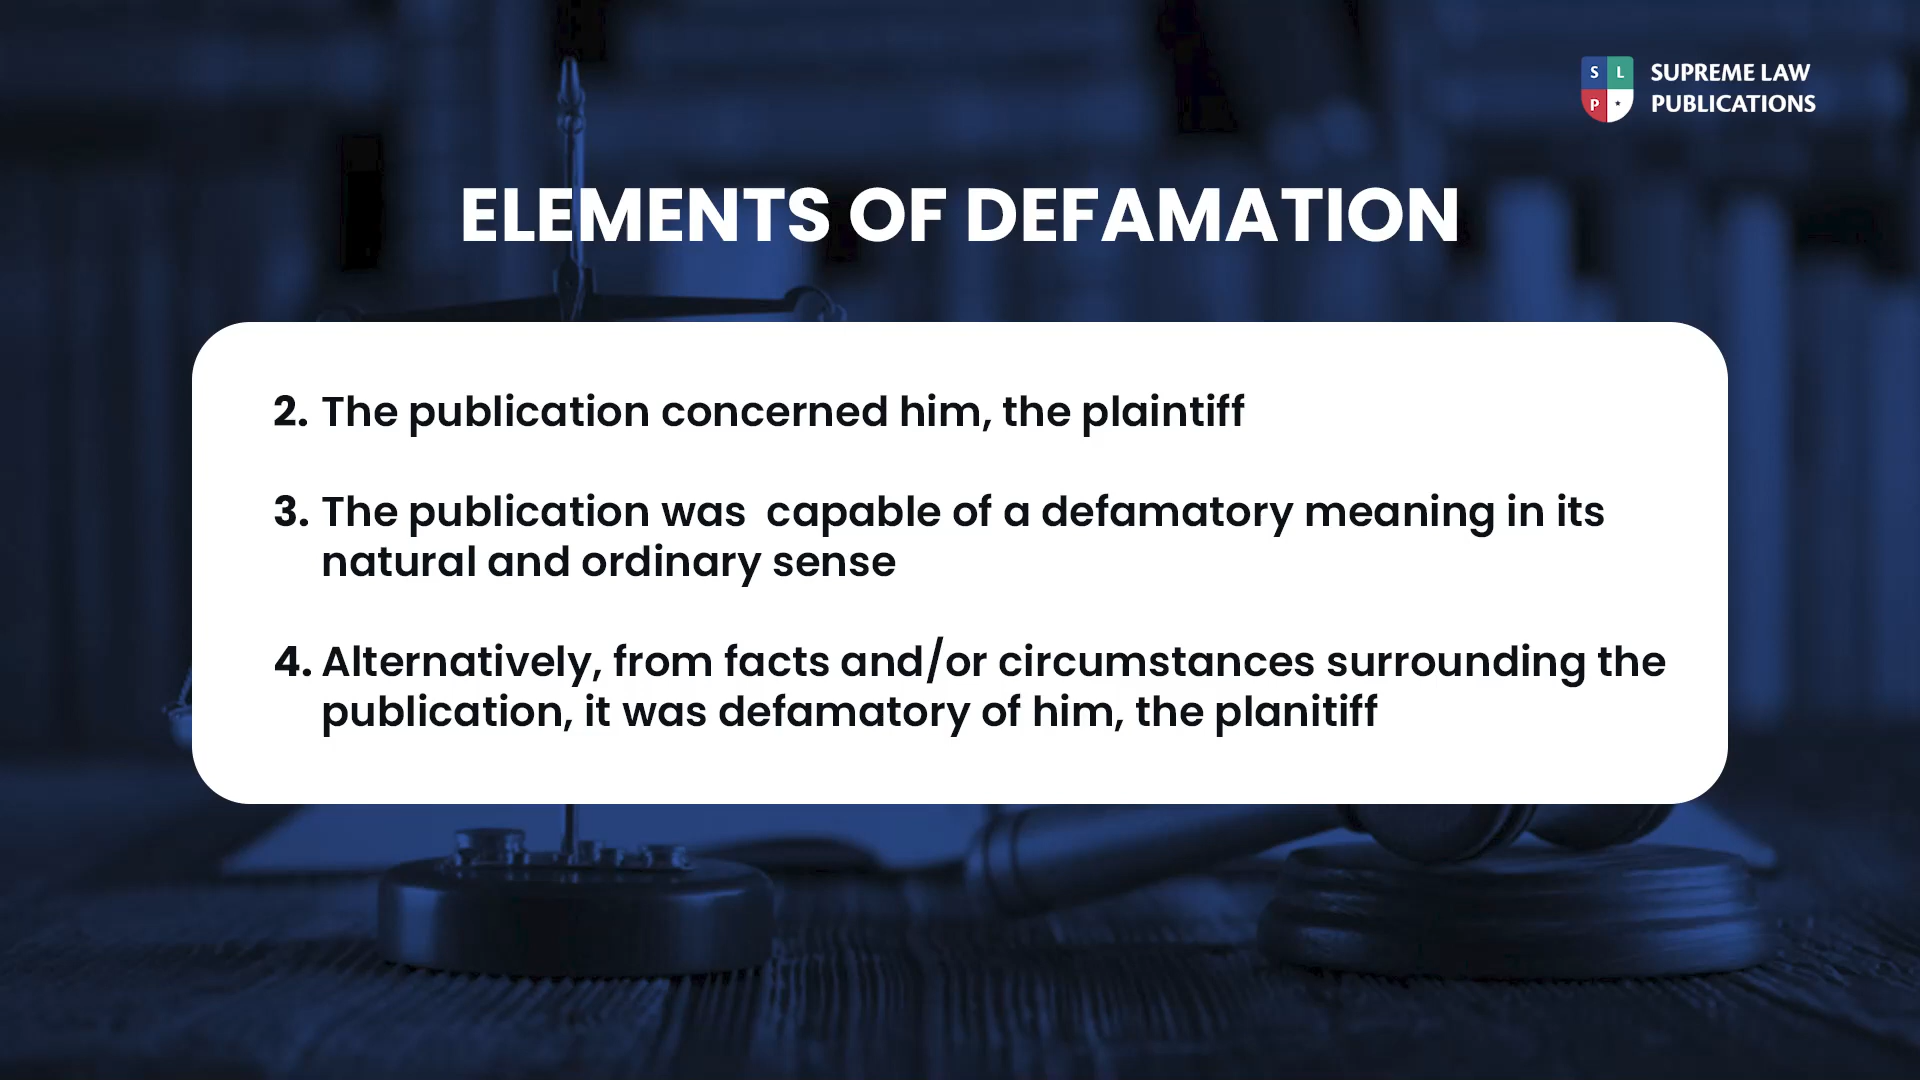 S L
P
SUPREME LAW
PUBLICATIONS
ELEMENTS OF DEFAMATION
2. The publication concerned him, the plaintiff
3. The publication was  capable of a defamatory meaning in its
natural and ordinary sense
4. Alternatively, from facts and/or circumstances surrounding the
publication, it was defamatory of him, the planitiff